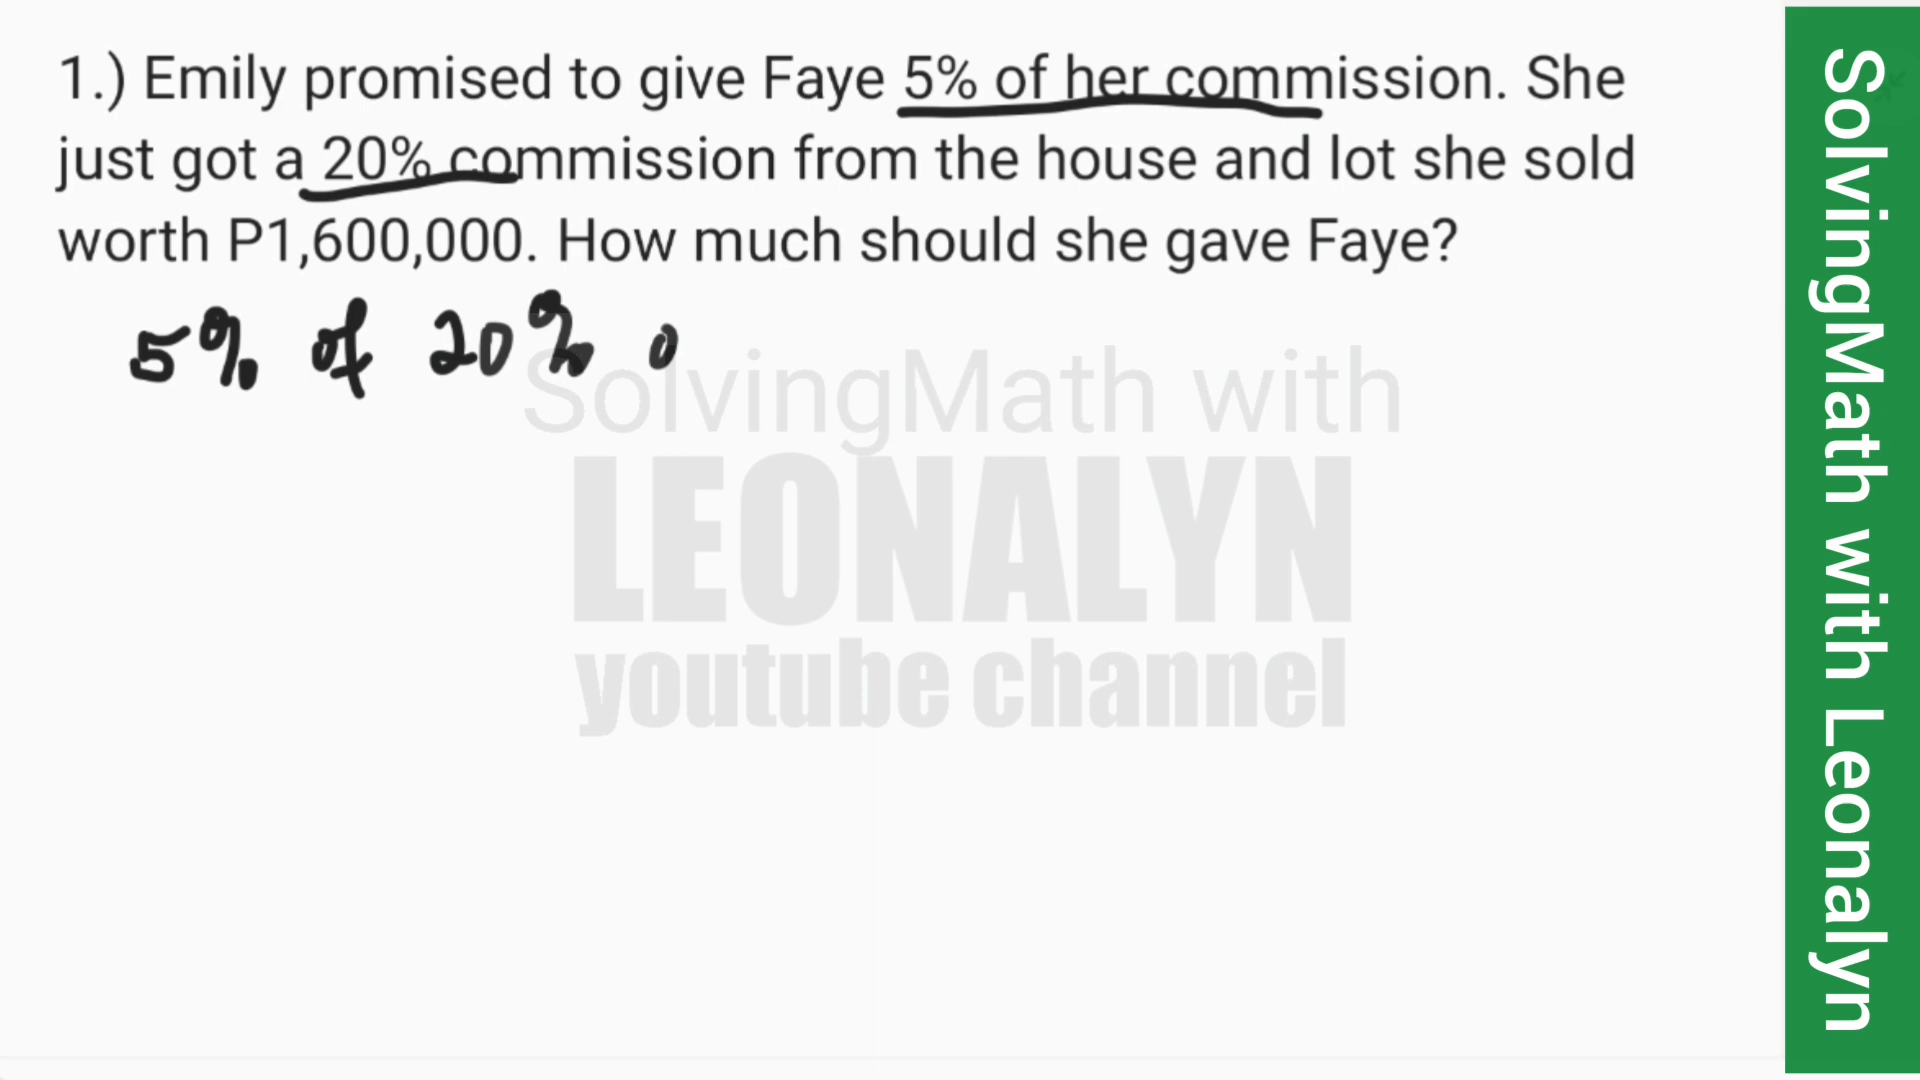 1.) Emily promised to give Faye 5% of her commission. She
just got a 20% commission from the house and lot she sold
worth P1,600,000. How much should she gave Faye?
5% of 20% o
SolvingMath with
LEONALYN
youtube channel
SolvingMath with Leonalyn